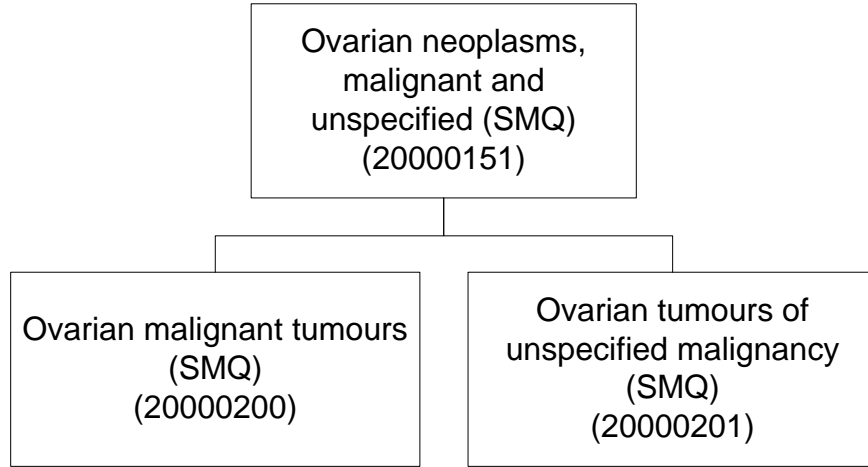 Ovarian neoplasms,
malignant and
unspecified (SMQ)
(20000151)
Ovarian malignant tumours
(SMQ)
(20000200)
Ovarian tumours of
unspecified malignancy
(SMQ)
(20000201)